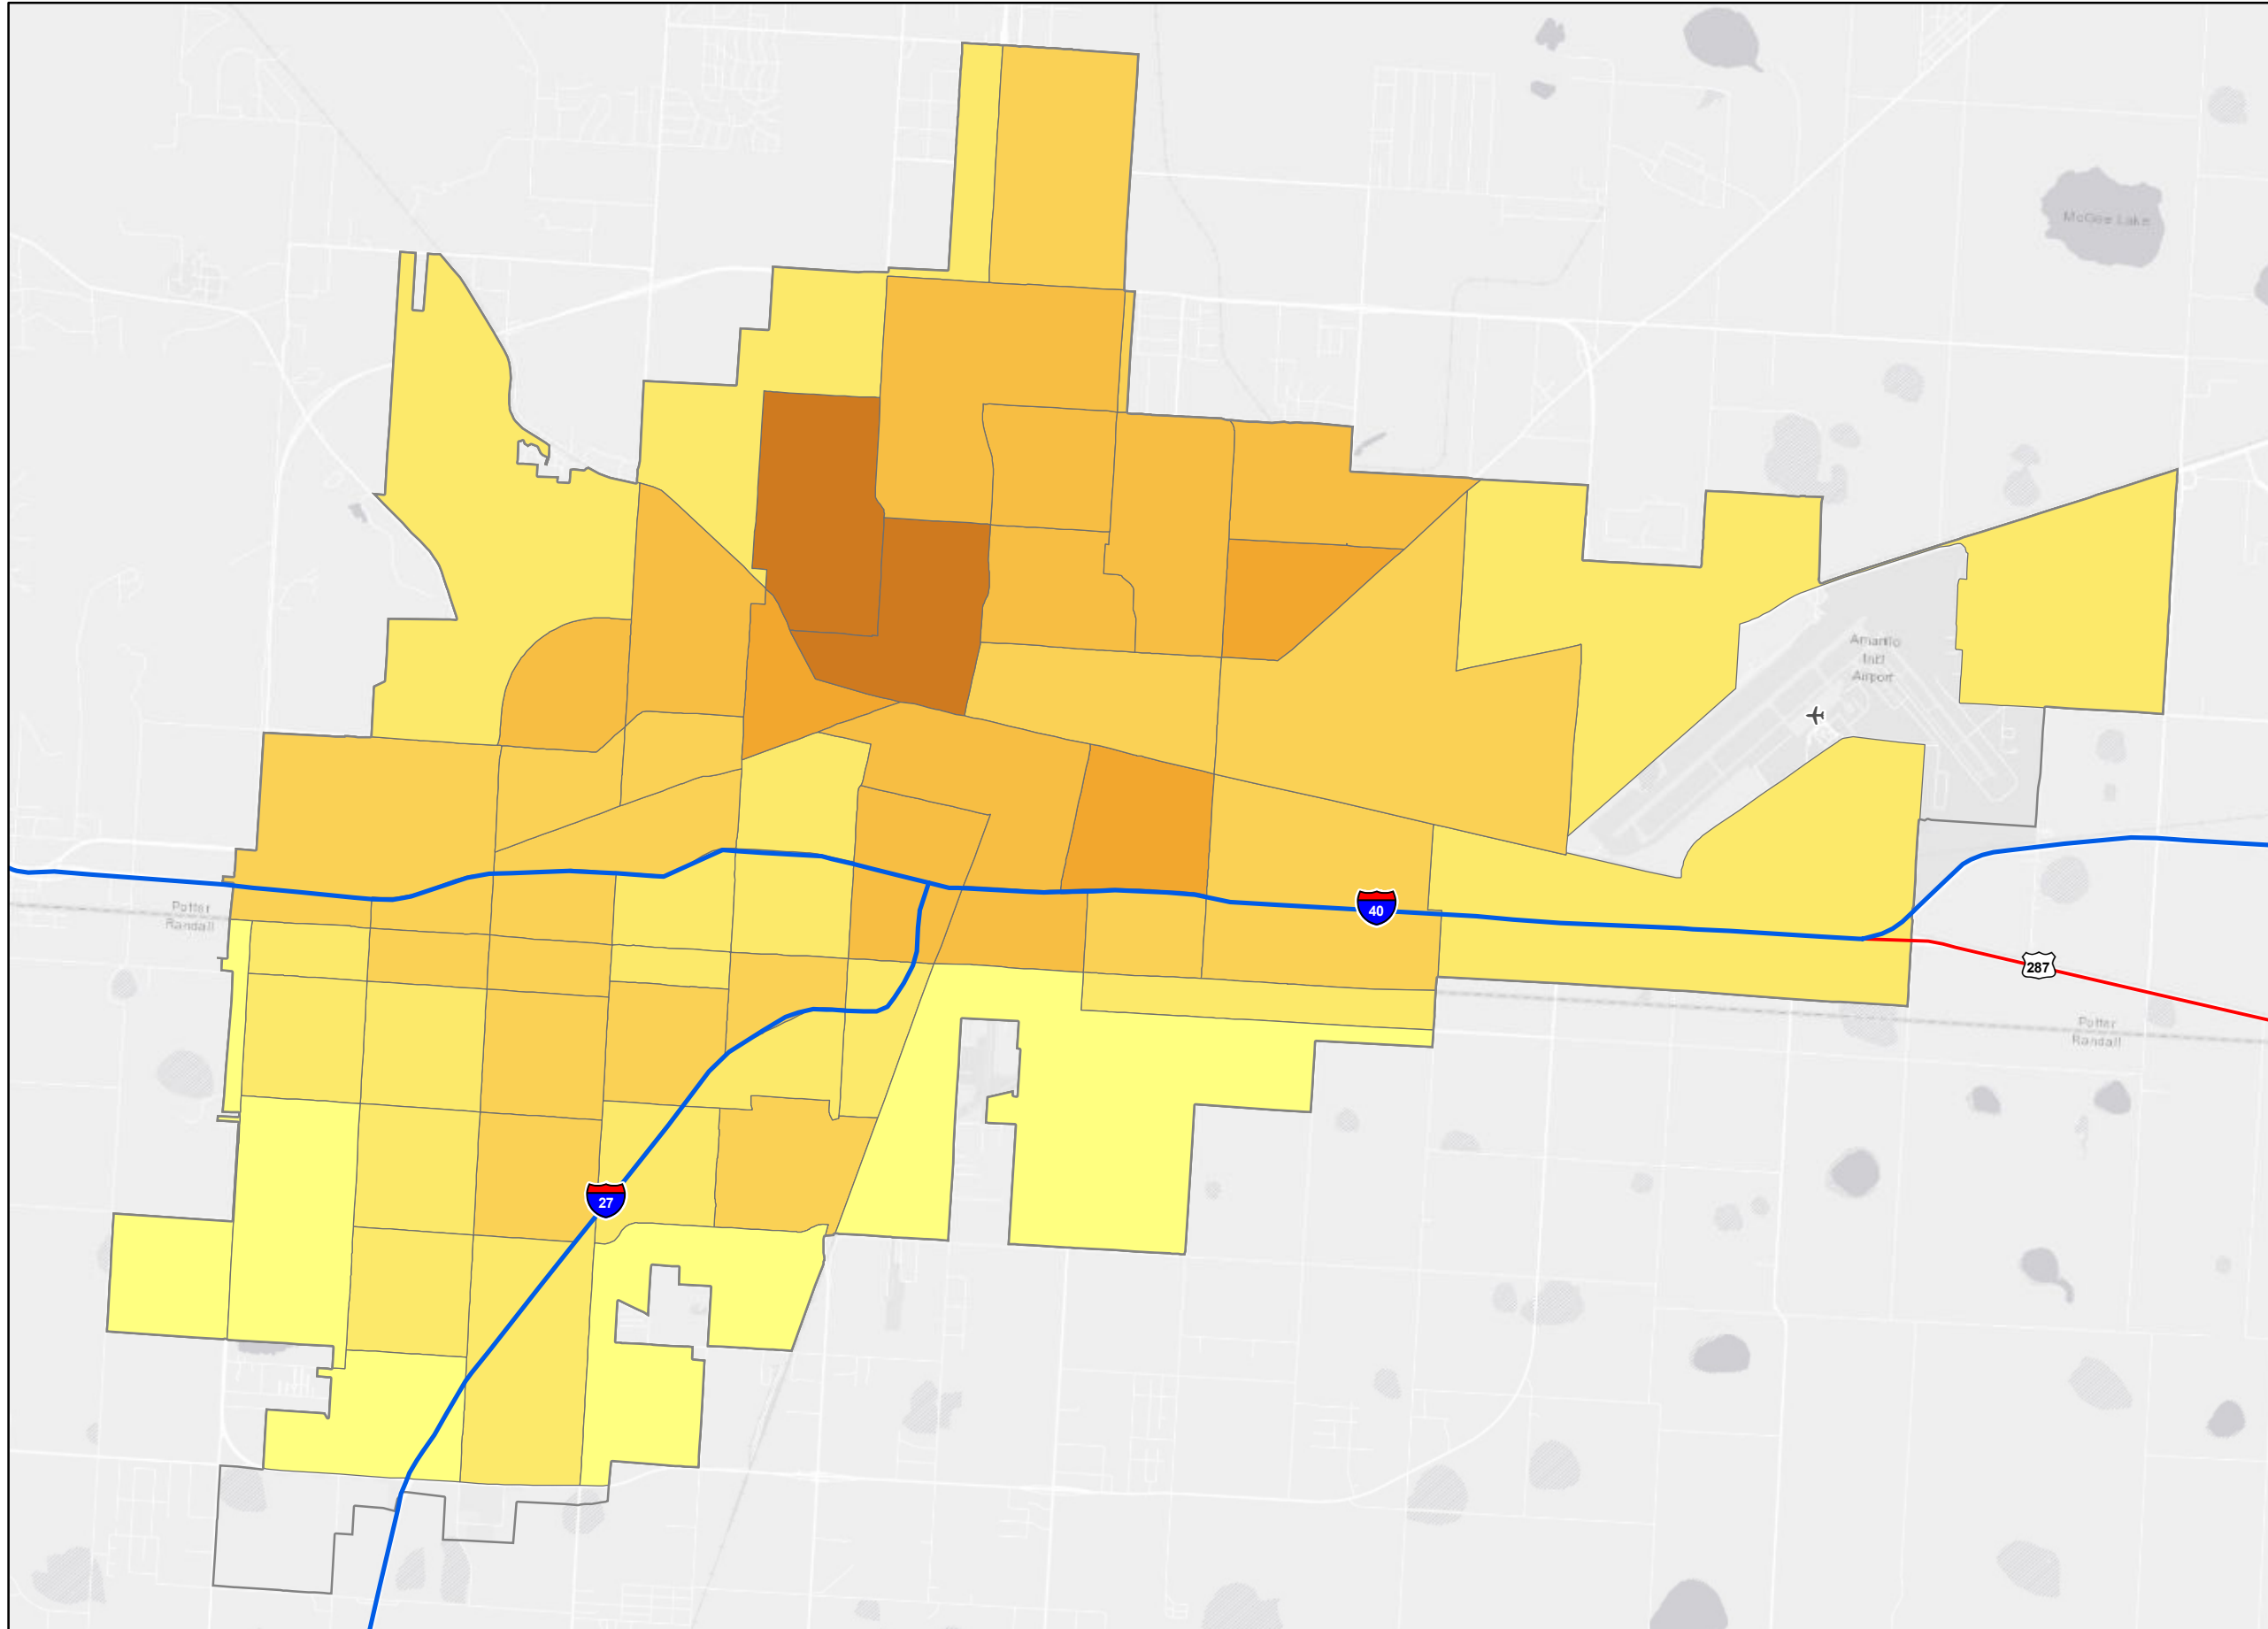 McGee Lake
Amarillo
Intl
Airport
Potter
Randall
40
287
Potter
Randall
27